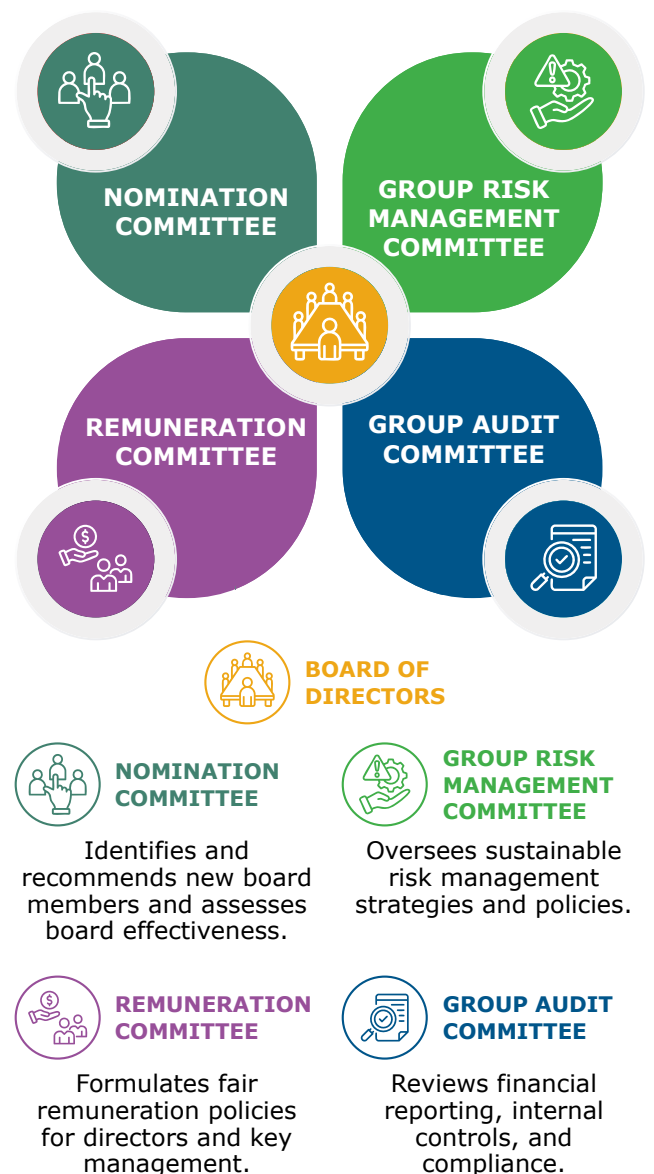 NOMINATION
COMMITTEE
GROUP RISK
MANAGEMENT
COMMITTEE
REMUNERATION
COMMITTEE
GROUP AUDIT
COMMITTEE
BOARD OF
DIRECTORS
NOMINATION
COMMITTEE
Identifies and
recommends new board
members and assesses
board effectiveness.
GROUP RISK
MANAGEMENT
COMMITTEE
Oversees sustainable
risk management
strategies and policies.
REMUNERATION
COMMITTEE
Formulates fair
remuneration policies
for directors and key
management.
GROUP AUDIT
COMMITTEE
Reviews financial
reporting, internal
controls, and
compliance.